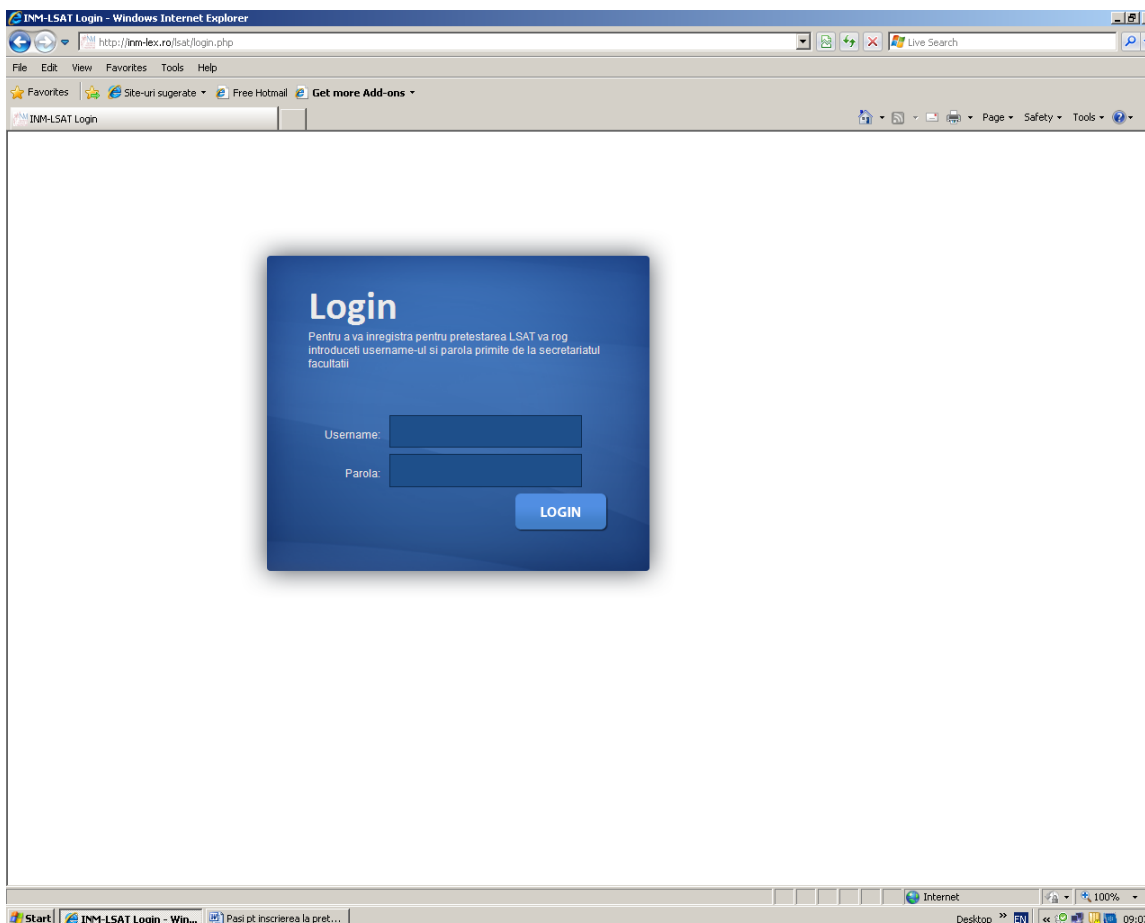 INM-LSAT Login - Windows Internet Explorer
http://inm-lex.ro/lsat/login.php
Live Search
File Edit View Favorites Tools Help
Favorites Site-uri sugerate Free Hotmail Get more Add-ons
INM-LSAT Login Page Safety Tools
Login
Pentru a va inregistra pentru pretestarea LSAT va rog
introduceti username-ul si parola primite de la secretariatul
facultatii
Username:
Parola:
LOGIN
Internet 100%
Start INM-LSAT Login - Win... Pasi pt inscrierea la pret... Desktop » EN «